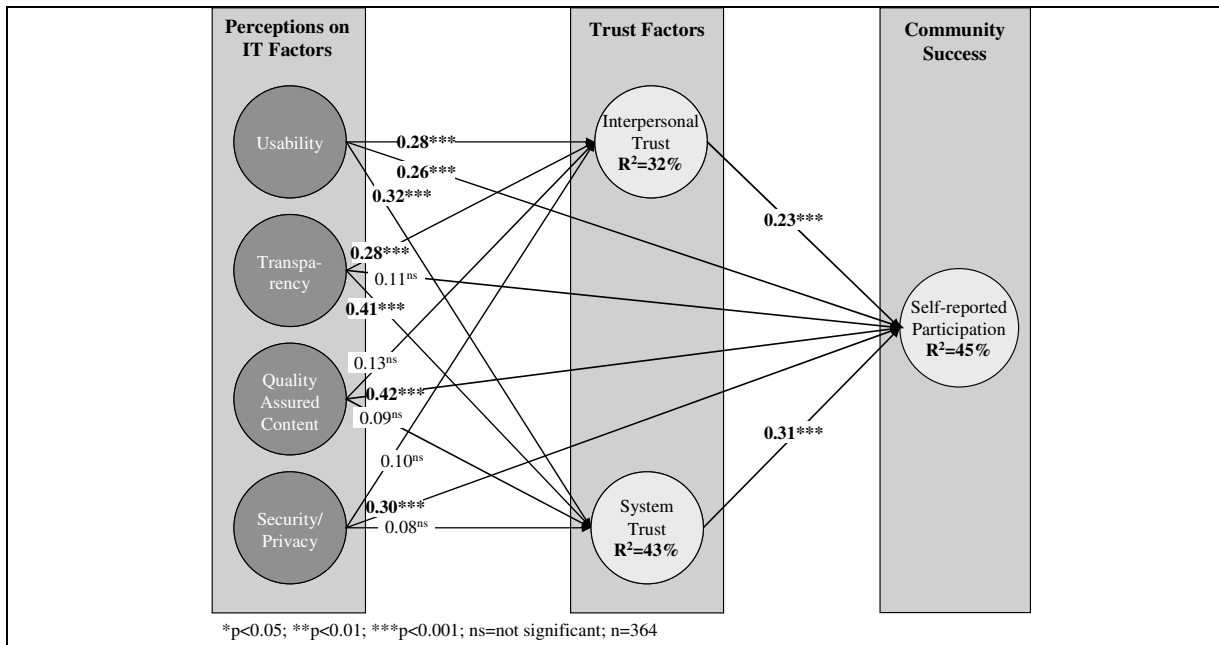 Perceptions on
IT Factors
Trust Factors
Community
Success
Usability
Transpa-
rency
Quality
Assured
Content
Security/
Privacy
0.28***
0.26***
0.32***
0.28***
0.11ns
0.41***
0.13ns
0.42***
0.09ns
0.10ns
0.30***
0.08ns
Interpersonal
Trust
R²=32%
System
Trust
R²=43%
0.23***
0.31***
Self-reported
Participation
R²=45%
*p<0.05; **p<0.01; ***p<0.001; ns=not significant; n=364